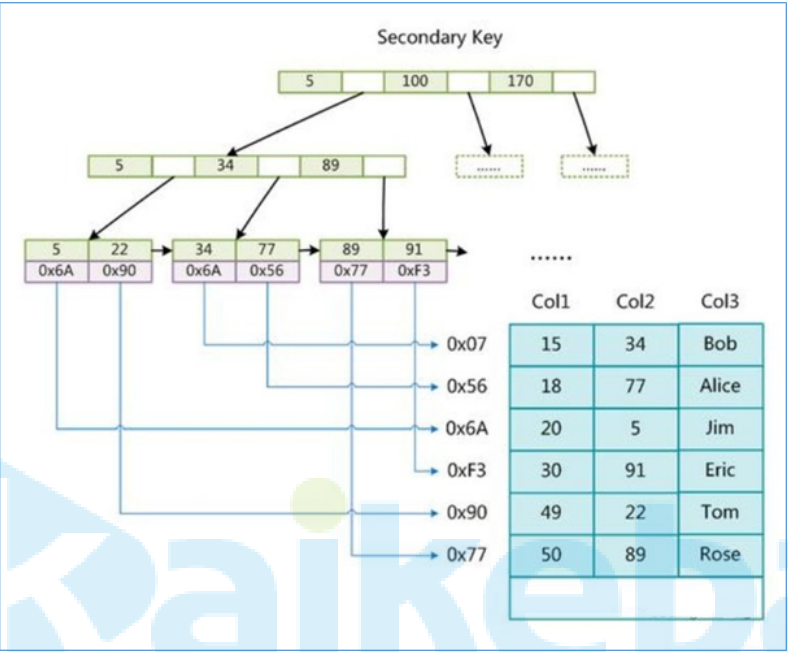 Secondary Key
5 100 170
5 34 89
...... ......
5 22 34 77 89 91
0x6A 0x90 0x6A 0x56 0x77 0xF3
......
Col1 Col2 Col3
0x07 15 34 Bob
0x56 18 77 Alice
0x6A 20 5 Jim
0xF3 30 91 Eric
0x90 49 22 Tom
0x77 50 89 Rose
kaikeba